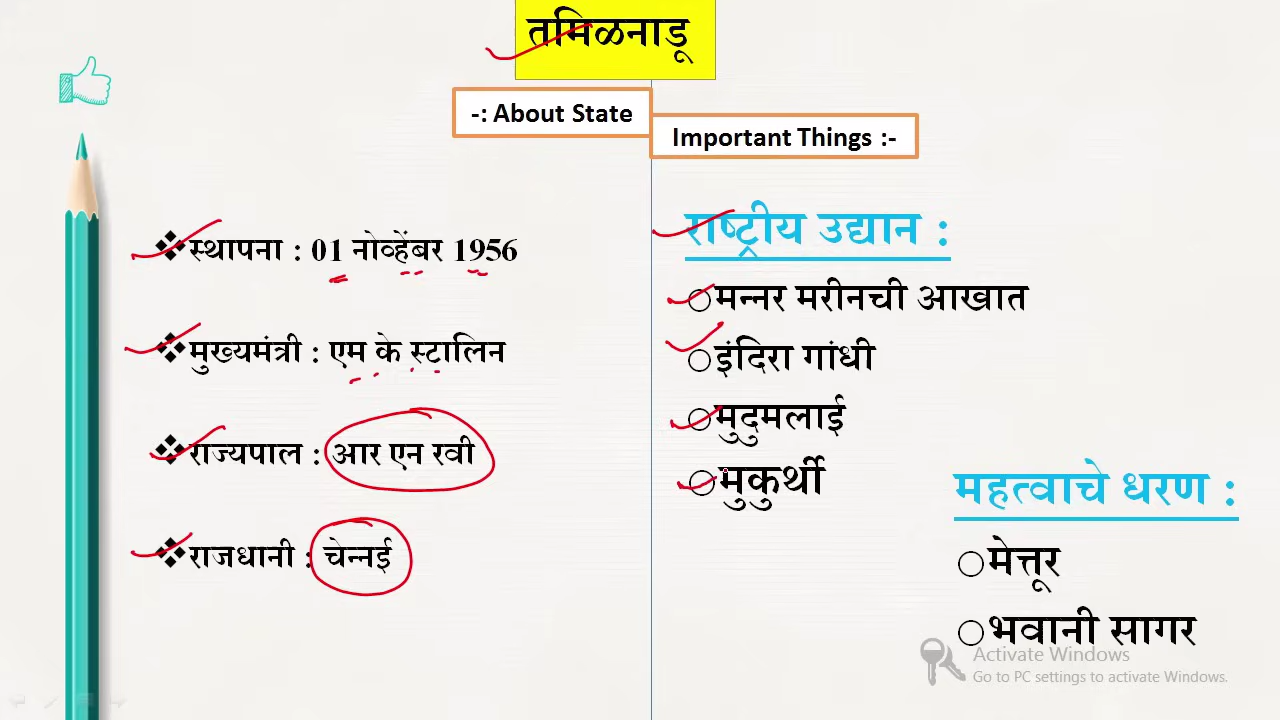 तमिळनाडू
-: About State
Important Things :-
❖स्थापना : 01 नोव्हेंबर 1956
❖मुख्यमंत्री : एम के स्टालिन
❖राज्यपाल : आर एन रवी
❖राजधानी : चेन्नई
राष्ट्रीय उद्यान :
○मन्नर मरीनची आखात
○इंदिरा गांधी
○मुदुमलाई
○मुकुर्थी
महत्वाचे धरण :
○मेत्तूर
○भवानी सागर
Activate Windows
Go to PC settings to activate Windows.